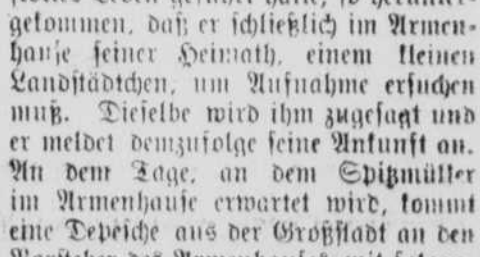 gekommen, daß er schließlich im Armen-
hause seiner Heimath, einem kleinen
Landstädtchen, um Aufnahme ersuchen
muß. Dieselbe wird ihm zugesagt und
er meldet demzufolge seine Ankunft an.
An dem Tage, an dem Spitzmüller
im Armenhause erwartet wird, kommt
eine Depesche aus der Großstadt an den